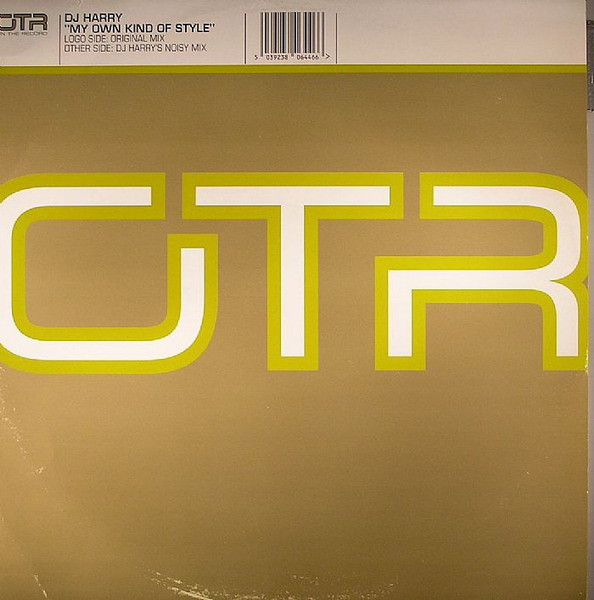 OTR
ON THE RECORD
DJ HARRY
"MY OWN KIND OF STYLE"
LOGO SIDE: ORIGINAL MIX
OTHER SIDE: DJ HARRY'S NOISY MIX
5 039238 064466 >
OTR